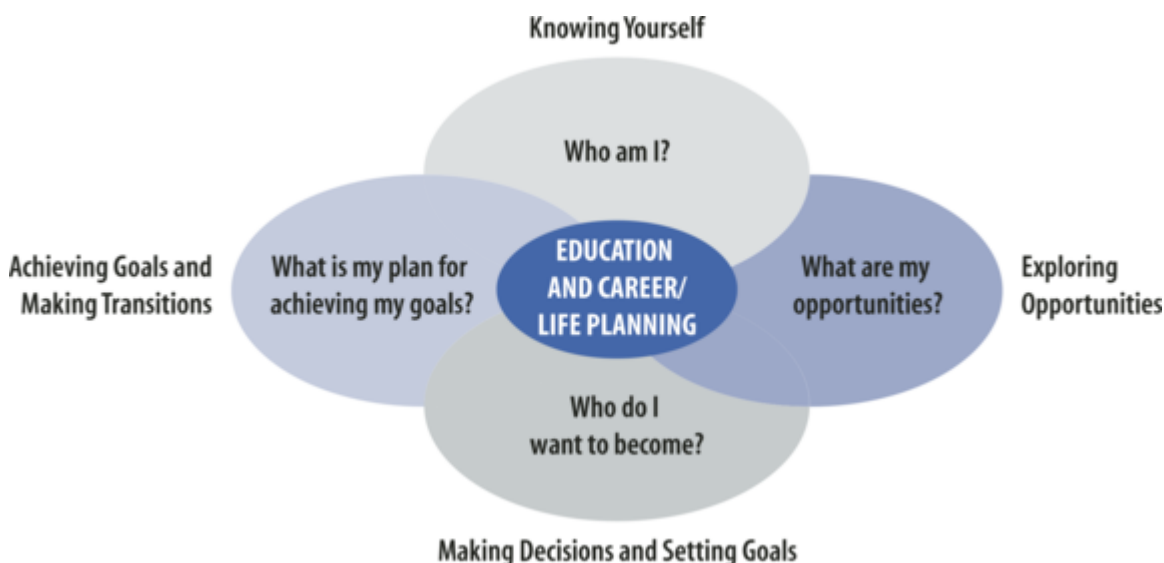 Knowing Yourself
Who am I?
Achieving Goals and
Making Transitions
What is my plan for
achieving my goals?
EDUCATION
AND CAREER/
LIFE PLANNING
What are my
opportunities?
Exploring
Opportunities
Who do I
want to become?
Making Decisions and Setting Goals